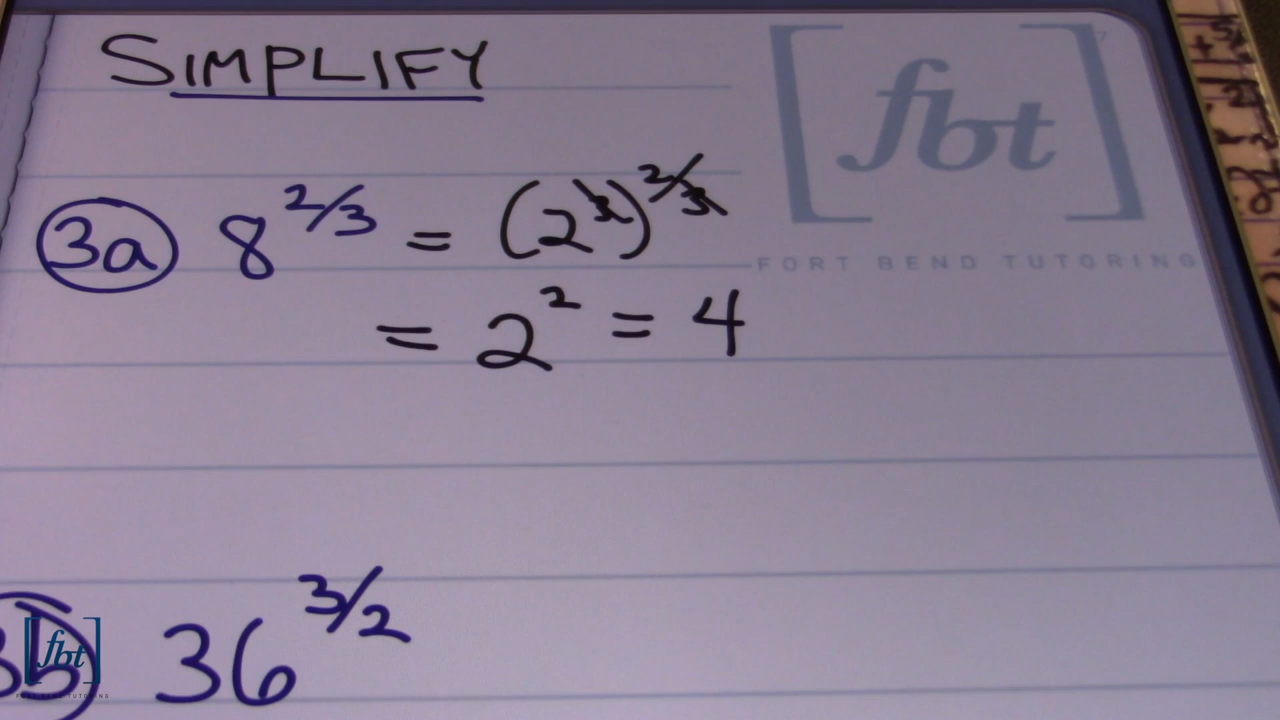 SIMPLIFY
[fbt]
FORT BEND TUTORING
3a 8^(2/3) = (2^3)^(2/3)
= 2^2 = 4
3b 36^(3/2)
[fbt]